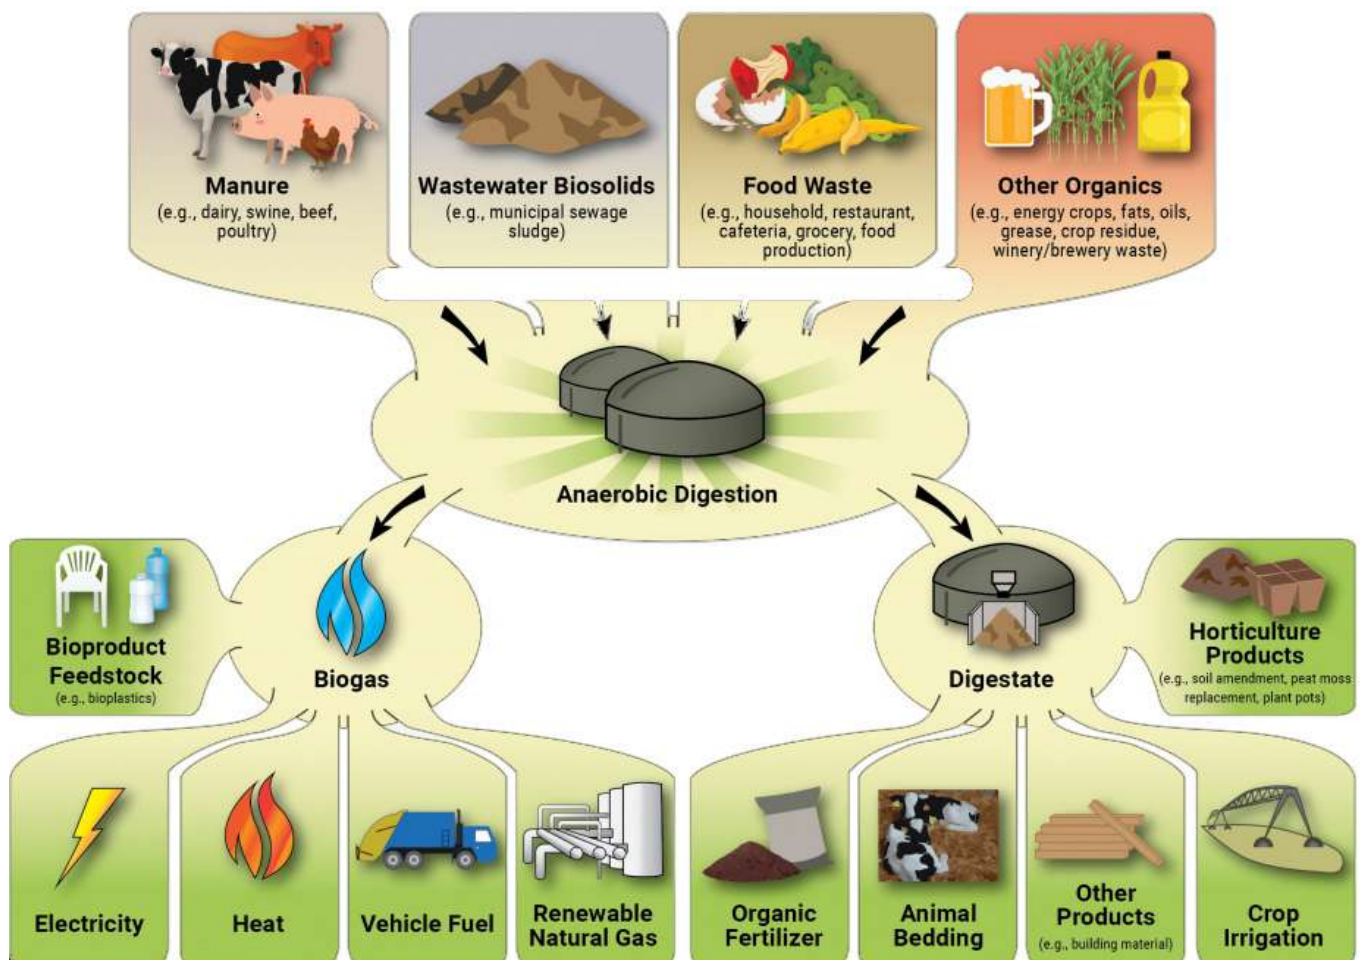 Manure
(e.g., dairy, swine, beef,
poultry)
Wastewater Biosolids
(e.g., municipal sewage
sludge)
Food Waste
(e.g., household, restaurant,
cafeteria, grocery, food
production)
Other Organics
(e.g., energy crops, fats, oils,
grease, crop residue,
winery/brewery waste)
Anaerobic Digestion
Bioproduct
Feedstock
(e.g., bioplastics)
Biogas
Digestate
Horticulture
Products
(e.g., soil amendment, peat moss
replacement, plant pots)
Electricity
Heat
Vehicle Fuel
Renewable
Natural Gas
Organic
Fertilizer
Animal
Bedding
Other
Products
(e.g., building material)
Crop
Irrigation